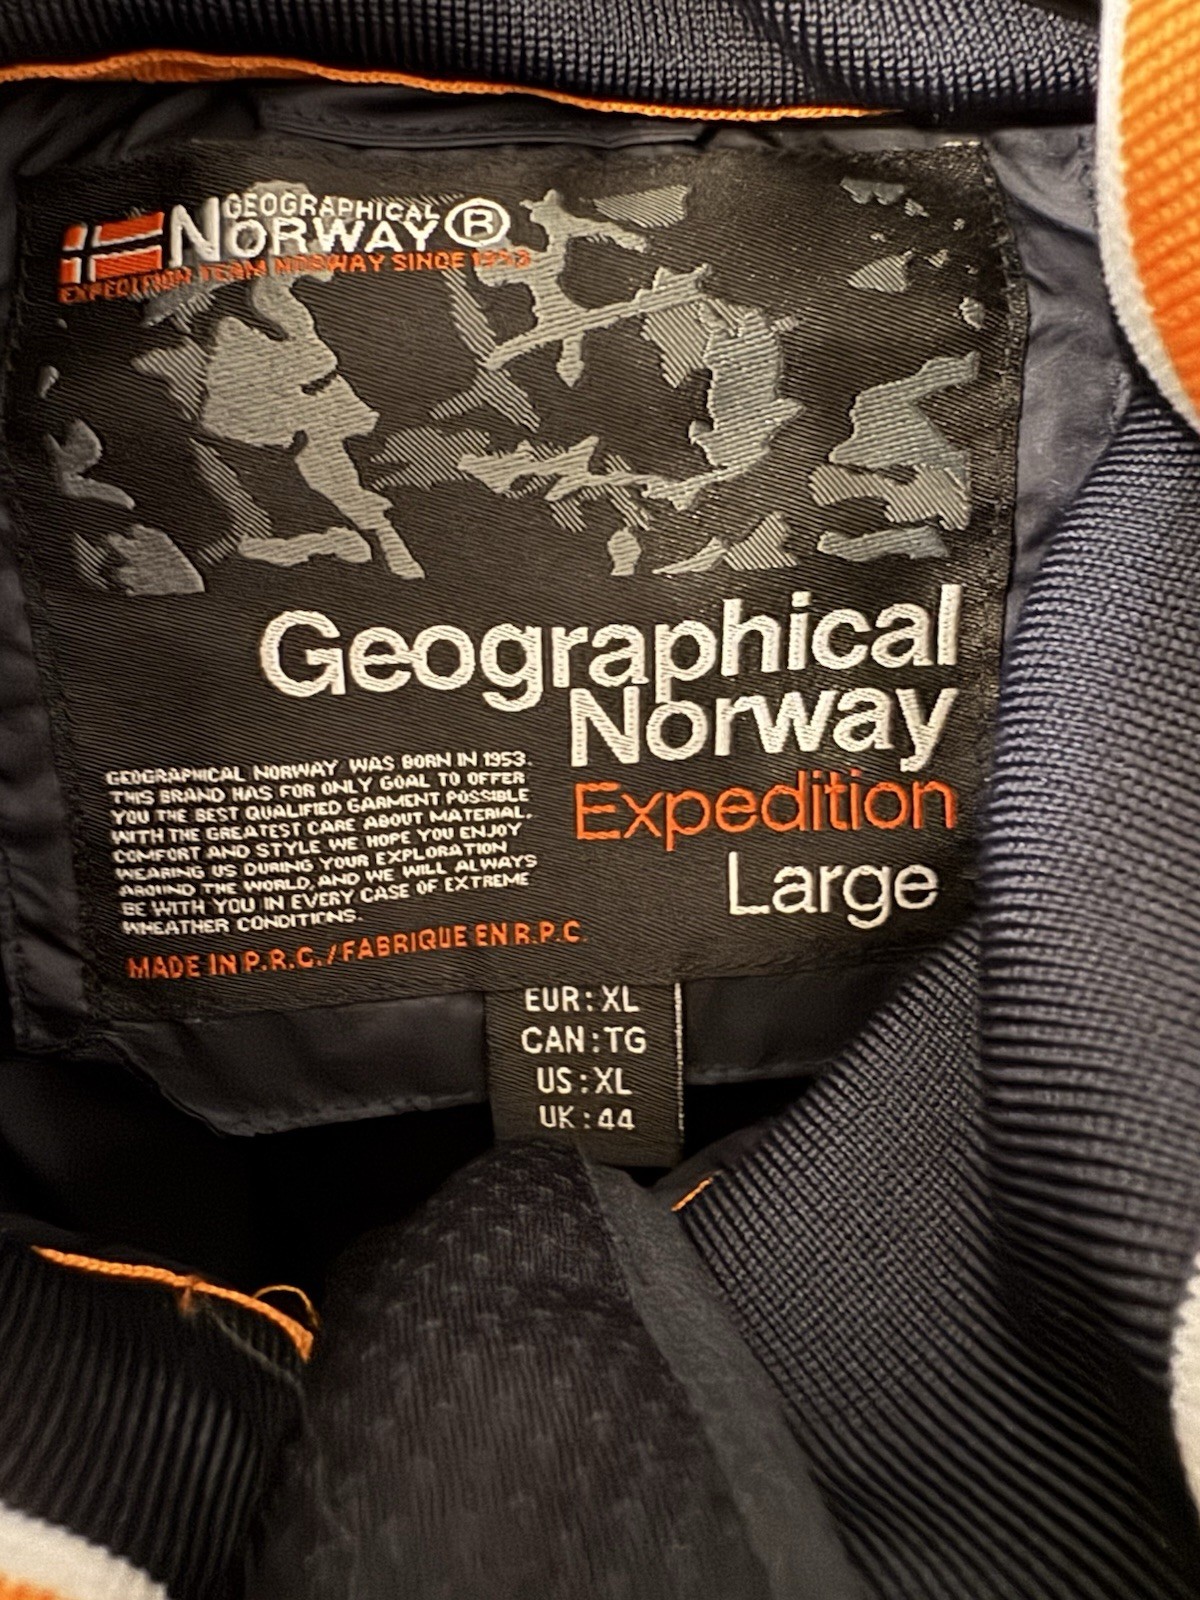 GEOGRAPHICAL
NORWAY ®
EXPEDITION TEAM NORWAY SINCE 1953
Geographical
Norway
Expedition
Large
GEOGRAPHICAL NORWAY WAS BORN IN 1953.
THIS BRAND HAS FOR ONLY GOAL TO OFFER
YOU THE BEST QUALIFIED GARMENT POSSIBLE
WITH THE GREATEST CARE ABOUT MATERIAL.
COMFORT AND STYLE WE HOPE YOU ENJOY
WEARING US DURING YOUR EXPLORATION
AROUND THE WORLD, AND WE WILL ALWAYS
BE WITH YOU IN EVERY CASE OF EXTREME
WHEATHER CONDITIONS.
MADE IN P.R.C. / FABRIQUE EN R.P.C.
EUR : XL
CAN : TG
US : XL
UK : 44